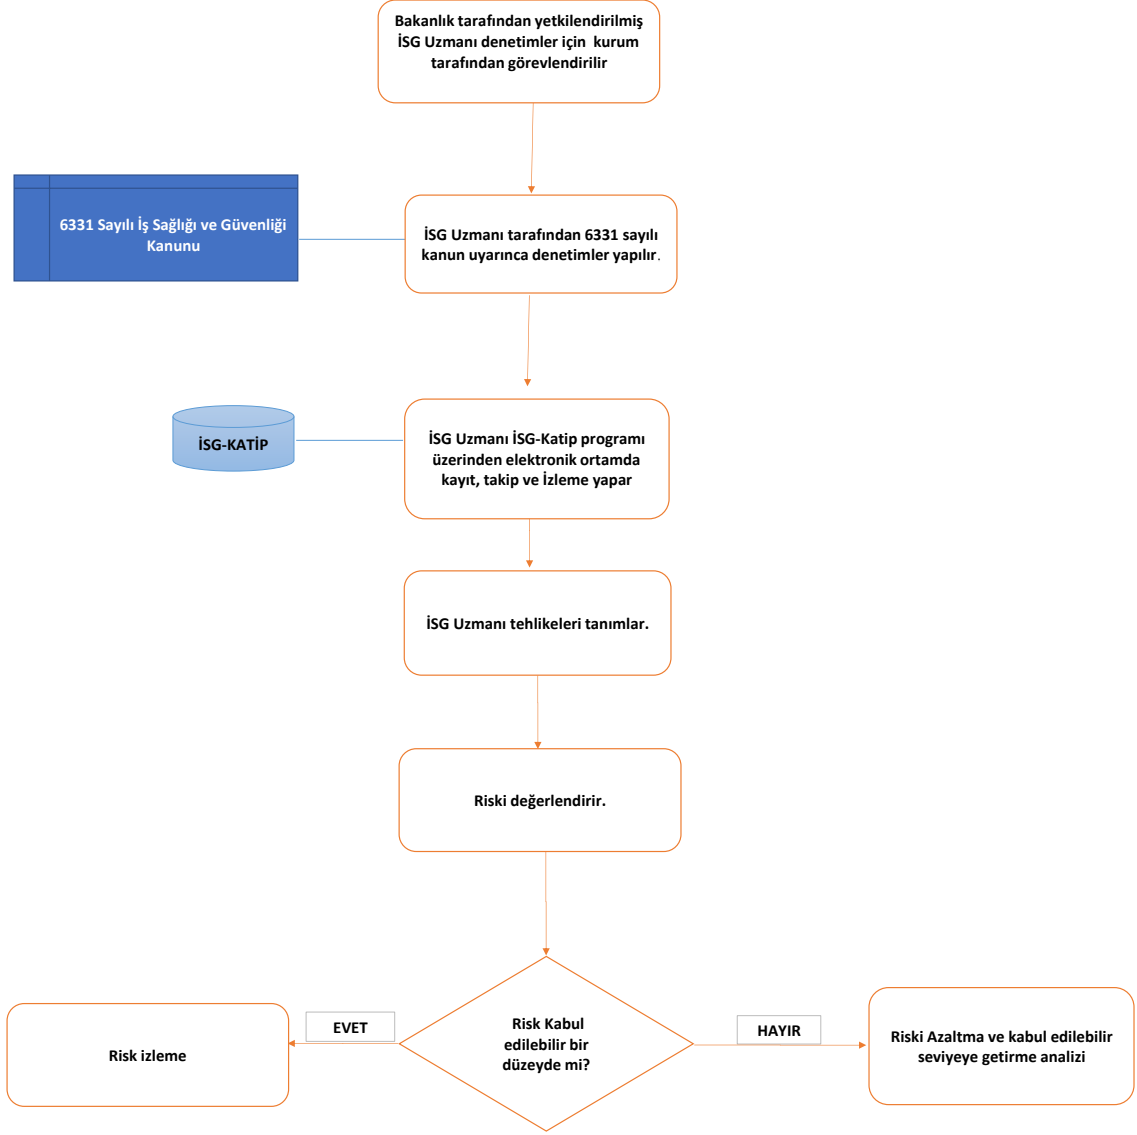 Bakanlık tarafından yetkilendirilmiş
İSG Uzmanı denetimler için kurum
tarafından görevlendirilir
6331 Sayılı İş Sağlığı ve Güvenliği
Kanunu
İSG Uzmanı tarafından 6331 sayılı
kanun uyarınca denetimler yapılır.
İSG-KATİP
İSG Uzmanı İSG-Katip programı
üzerinden elektronik ortamda
kayıt, takip ve İzleme yapar
İSG Uzmanı tehlikeleri tanımlar.
Riski değerlendirir.
Risk izleme
EVET
Risk Kabul
edilebilir bir
düzeyde mi?
HAYIR
Riski Azaltma ve kabul edilebilir
seviyeye getirme analizi